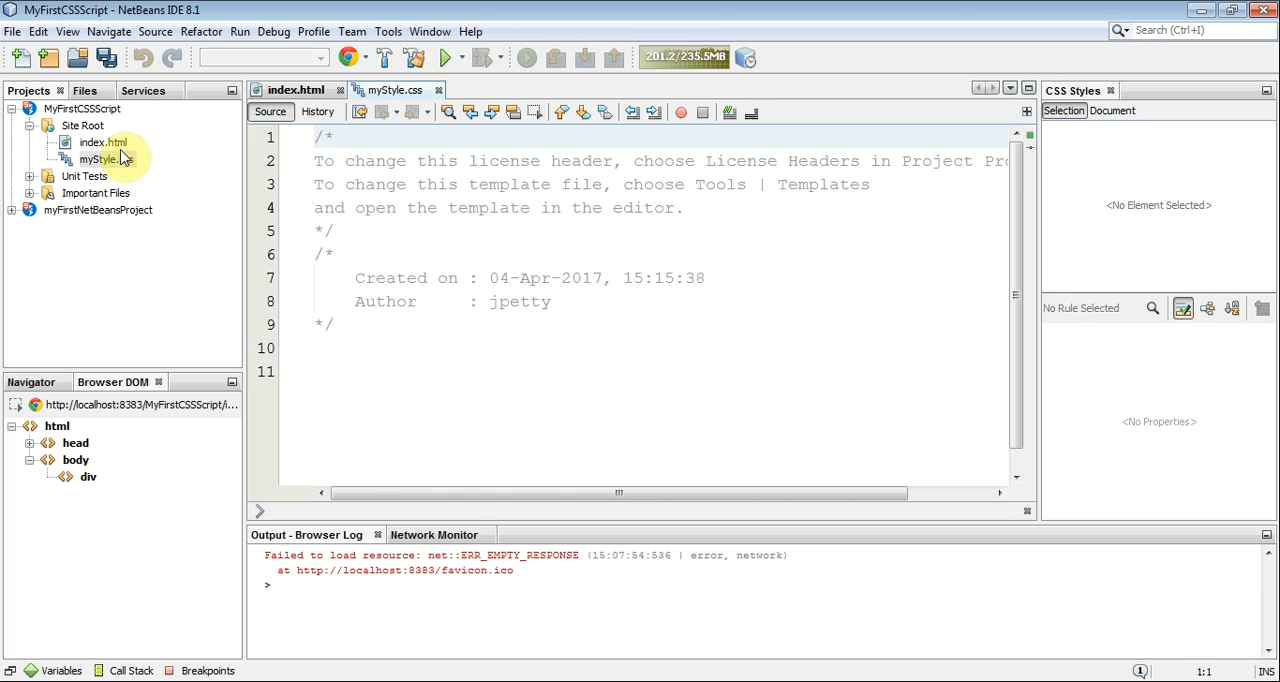 MyFirstCSSScript - NetBeans IDE 8.1
File Edit View Navigate Source Refactor Run Debug Profile Team Tools Window Help
Search (Ctrl+I)
201.2/235.5MB
Projects Files Services
MyFirstCSSScript
Site Root
index.html
Unit Tests
Important Files
myFirstNetBeansProject
index.html myStyle.css
Source History
1 /*
2 To change this license header, choose License Headers in Project
3 To change this template file, choose Tools | Templates
4 and open the template in the editor.
5 */
6 /*
7 Created on : 04-Apr-2017, 15:15:38
8 Author : jpetty
9 */
10
11
CSS Styles
Selection Document
<No Element Selected>
No Rule Selected
<No Properties>
Navigator Browser DOM
http://localhost:8383/MyFirstCSSScript/i...
html
head
body
div
Output - Browser Log Network Monitor
Failed to load resource: net::ERR_EMPTY_RESPONSE (15:07:54:536 | error, network)
at http://localhost:8383/favicon.ico
>
Variables Call Stack Breakpoints
1 1:1 INS